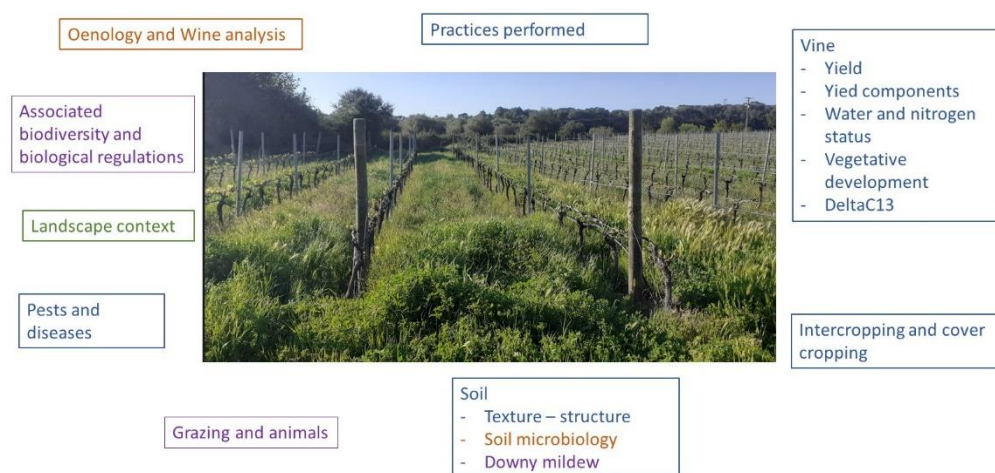 Oenology and Wine analysis
Practices performed
Vine
- Yield
- Yied components
- Water and nitrogen
status
- Vegetative
development
- DeltaC13
Associated
biodiversity and
biological regulations
Landscape context
Pests and
diseases
Intercropping and cover
cropping
Soil
- Texture – structure
- Soil microbiology
- Downy mildew
Grazing and animals